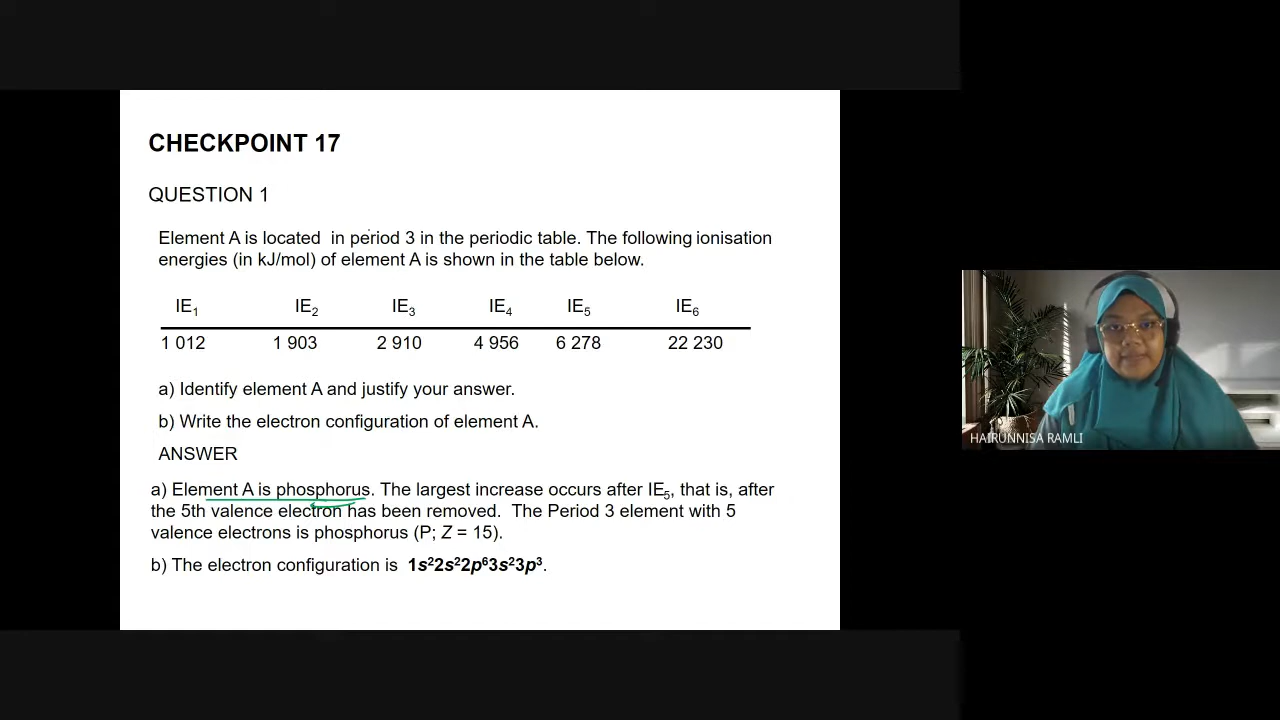 CHECKPOINT 17
QUESTION 1
Element A is located in period 3 in the periodic table. The following ionisation
energies (in kJ/mol) of element A is shown in the table below.
IE₁ IE₂ IE₃ IE₄ IE₅ IE₆
1 012 1 903 2 910 4 956 6 278 22 230
a) Identify element A and justify your answer.
b) Write the electron configuration of element A.
ANSWER
a) Element A is phosphorus. The largest increase occurs after IE₅, that is, after
the 5th valence electron has been removed. The Period 3 element with 5
valence electrons is phosphorus (P; Z = 15).
b) The electron configuration is 1s²2s²2p⁶3s²3p³.
HAIRUNNISA RAMLI